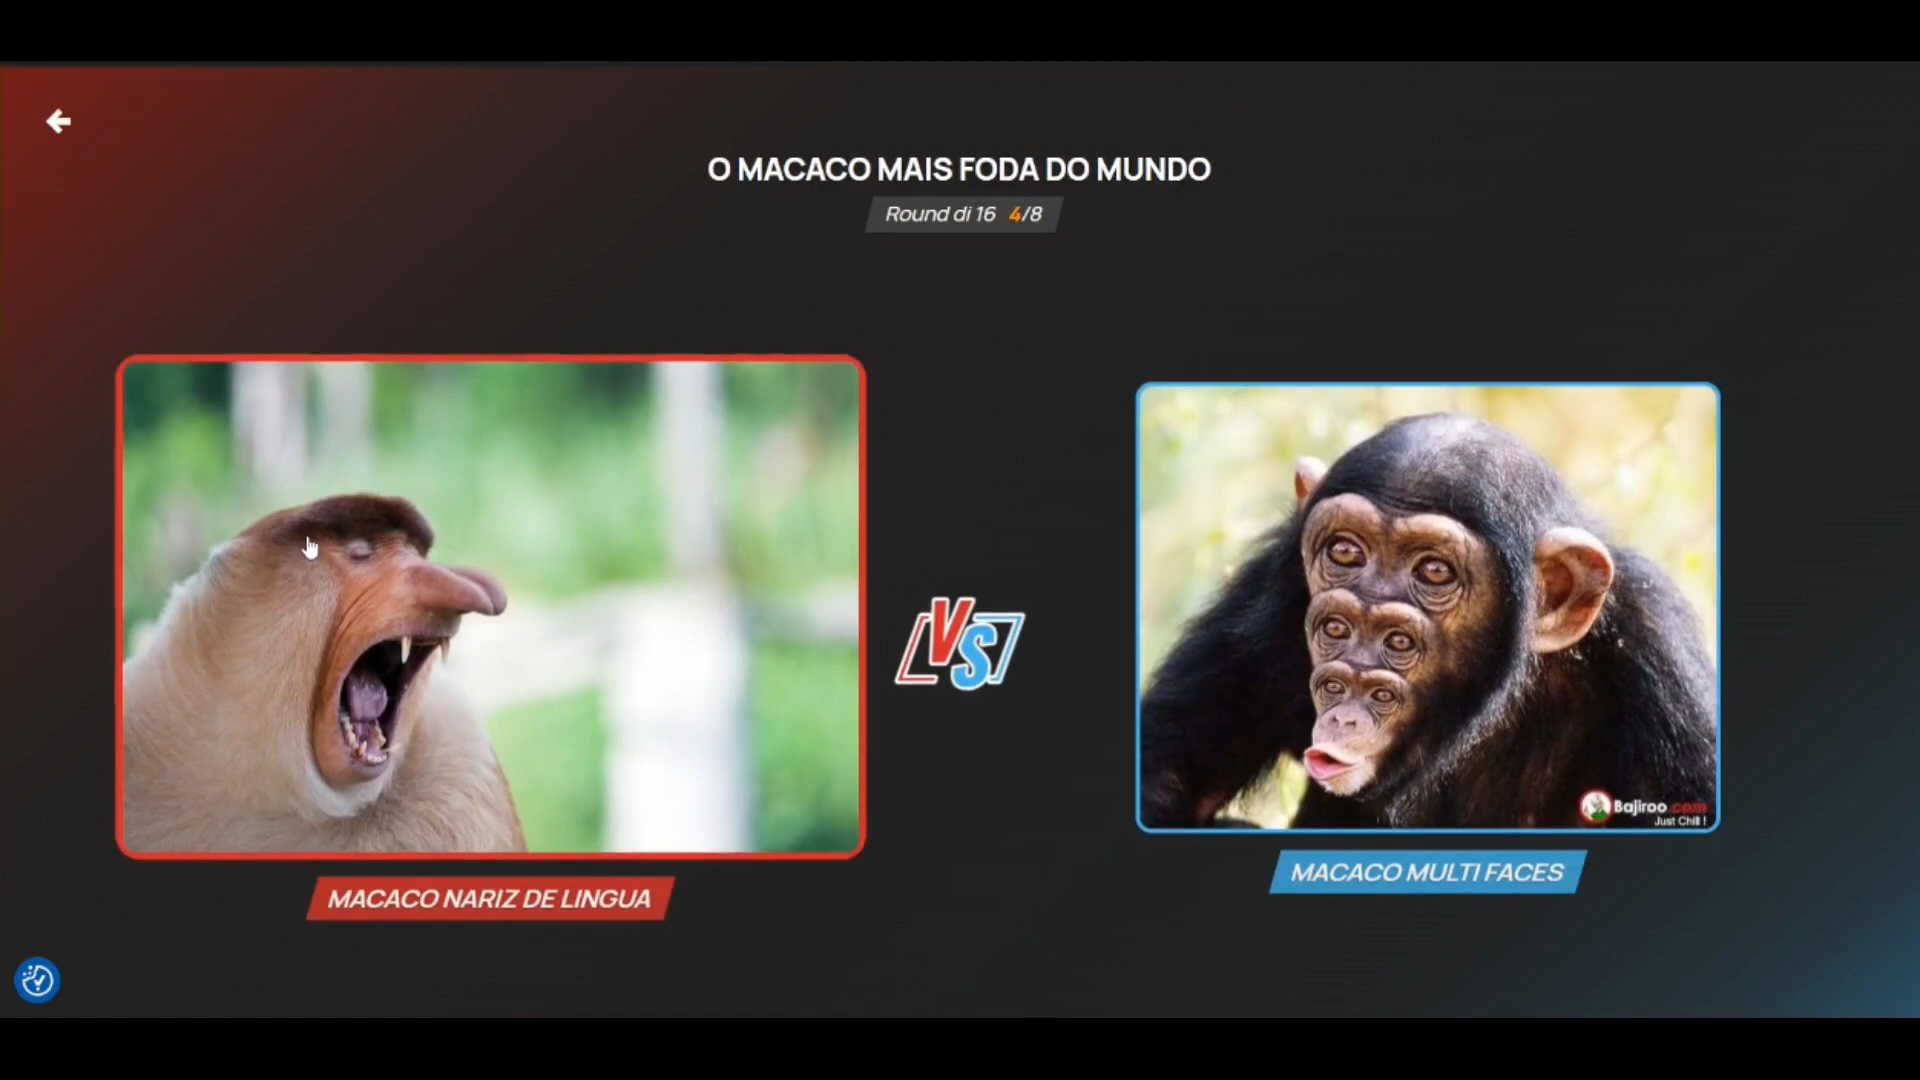 O MACACO MAIS FODA DO MUNDO
Round di 16 4/8
VS
Bajiroo.com
Just Chill !
MACACO NARIZ DE LINGUA
MACACO MULTI FACES